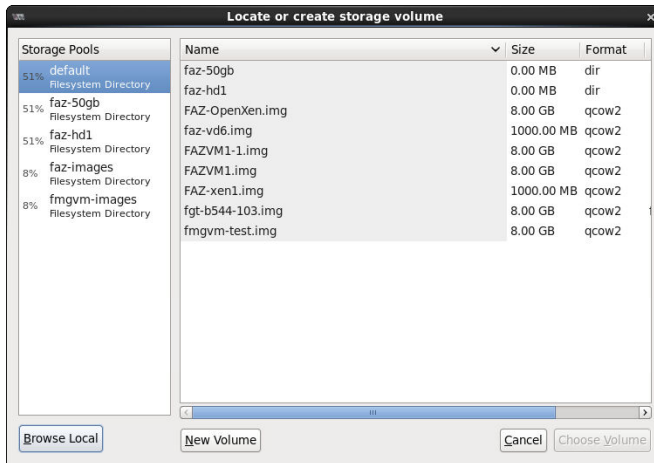 Locate or create storage volume
Storage Pools
51% default
Filesystem Directory
51% faz-50gb
Filesystem Directory
51% faz-hd1
Filesystem Directory
8% faz-images
Filesystem Directory
8% fmgvm-images
Filesystem Directory
Name Size Format
faz-50gb 0.00 MB dir
faz-hd1 0.00 MB dir
FAZ-OpenXen.img 8.00 GB qcow2
faz-vd6.img 1000.00 MB qcow2
FAZVM1-1.img 8.00 GB qcow2
FAZVM1.img 8.00 GB qcow2
FAZ-xen1.img 1000.00 MB qcow2
fgt-b544-103.img 8.00 GB qcow2
fmgvm-test.img 8.00 GB qcow2
Browse Local New Volume Cancel Choose Volume